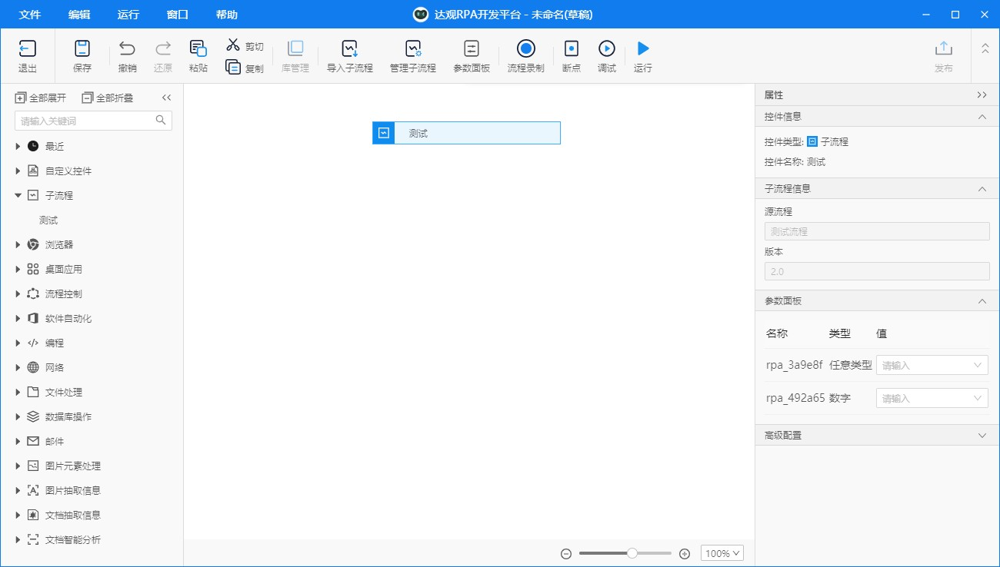 文件 编辑 运行 窗口 帮助 达观RPA开发平台 - 未命名(草稿)
退出 保存 撤销 还原 粘贴 剪切 复制 库管理 导入子流程 管理子流程 参数面板 流程录制 断点 调试 运行 发布
全部展开 全部折叠
请输入关键词
最近
自定义控件
子流程
测试
浏览器
桌面应用
流程控制
软件自动化
编程
网络
文件处理
数据库操作
邮件
图片元素处理
图片抽取信息
文档抽取信息
文档智能分析
测试
100%
属性
控件信息
控件类型: 子流程
控件名称: 测试
子流程信息
源流程
测试流程
版本
2.0
参数面板
名称 类型 值
rpa_3a9e8f 任意类型 请输入
rpa_492a65 数字 请输入
高级配置